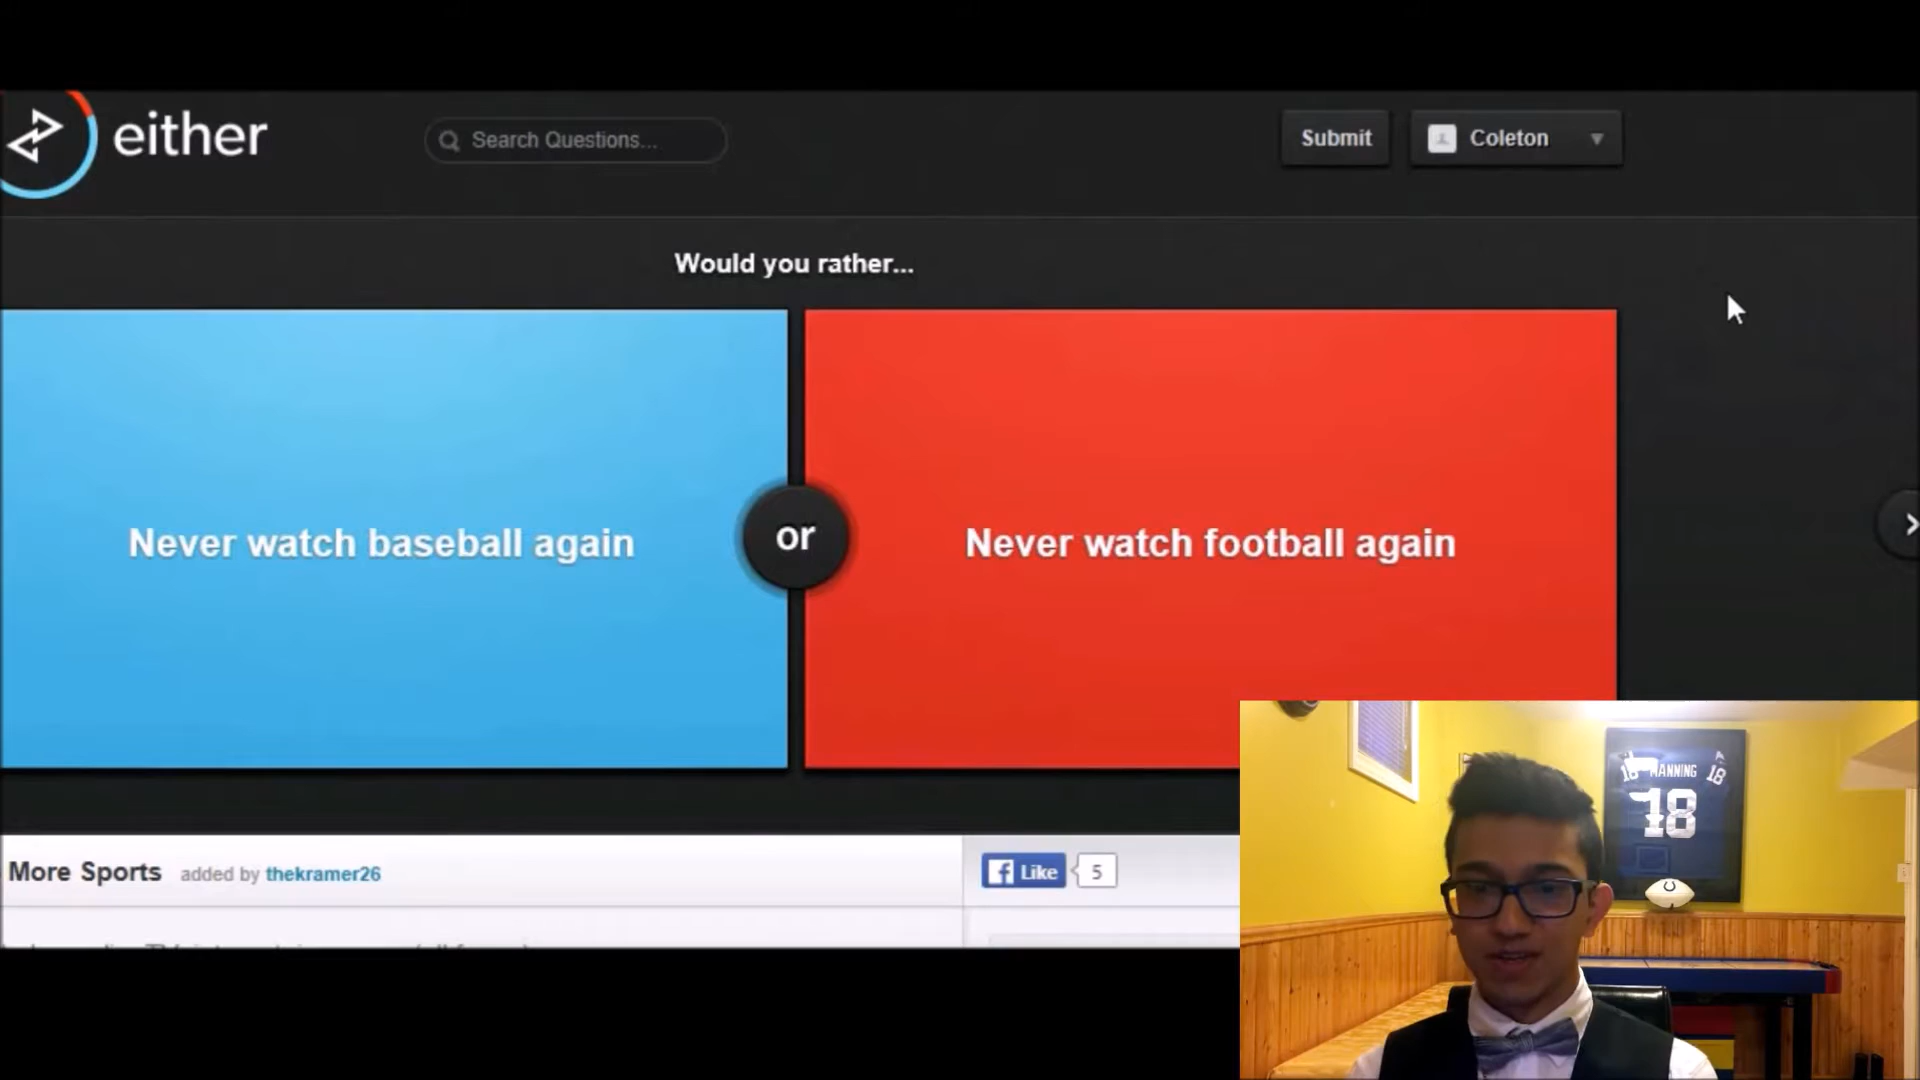 either
Search Questions...
Submit
Coleton
Would you rather...
Never watch baseball again
or
Never watch football again
More Sports added by thekramer26
Like 5
18 MANNING 18
18